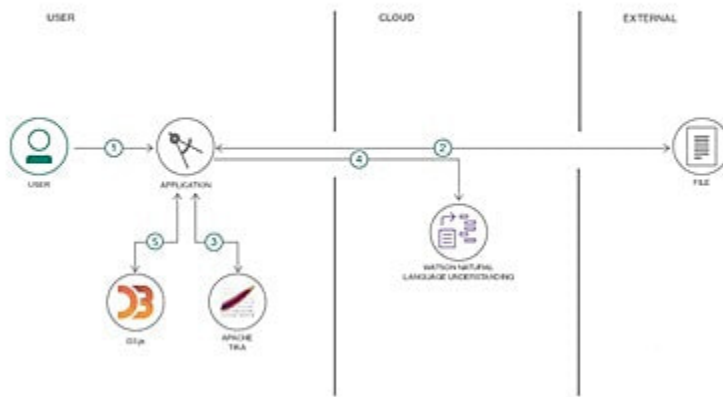 USER
CLOUD
EXTERNAL
1
2
4
USER
APPLICATION
FILE
5
3
WATSON NATURAL
LANGUAGE UNDERSTANDING
D3.js
APACHE
TIKA